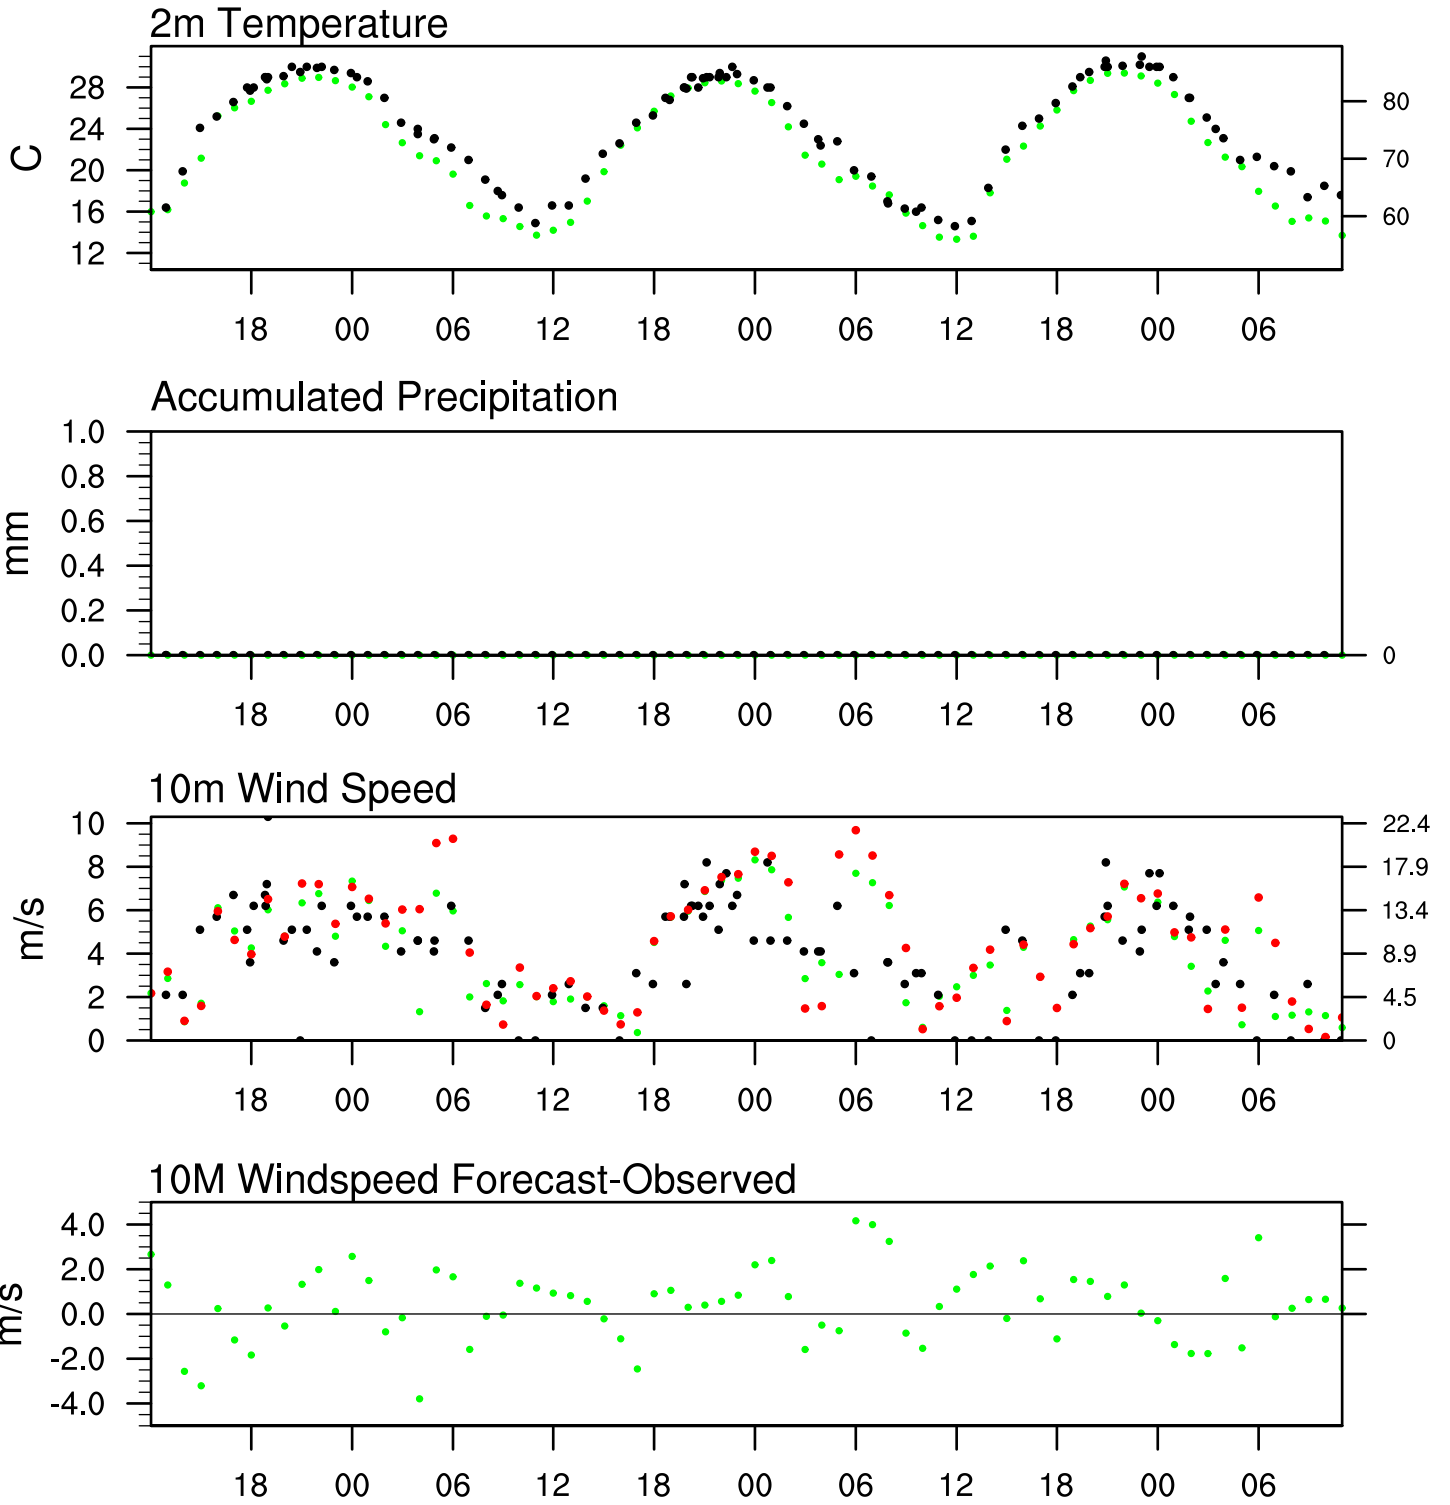 2m Temperature
28
24
20
16
12
C
80
70
60
18 00 06 12 18 00 06 12 18 00 06
Accumulated Precipitation
1.0
0.8
0.6
0.4
0.2
0.0
mm
0
18 00 06 12 18 00 06 12 18 00 06
10m Wind Speed
10
8
6
4
2
0
m/s
22.4
17.9
13.4
8.9
4.5
0
18 00 06 12 18 00 06 12 18 00 06
10M Windspeed Forecast-Observed
4.0
2.0
0.0
-2.0
-4.0
m/s
18 00 06 12 18 00 06 12 18 00 06